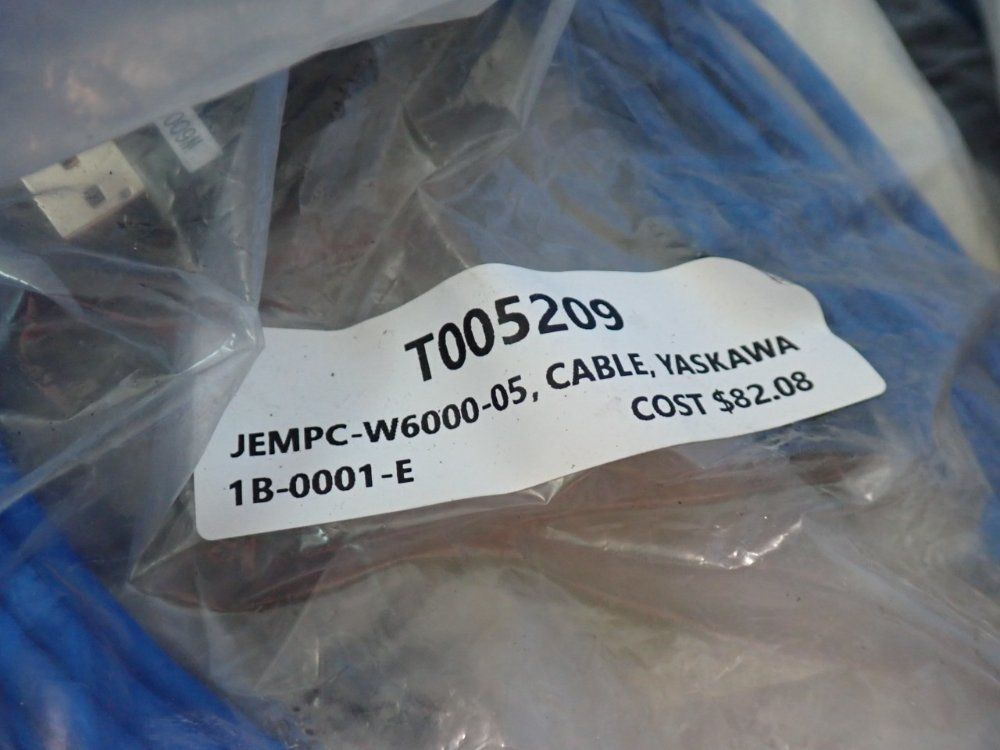 T005209
JEMPC-W6000-05, CABLE, YASKAWA
COST $82.08
1B-0001-E